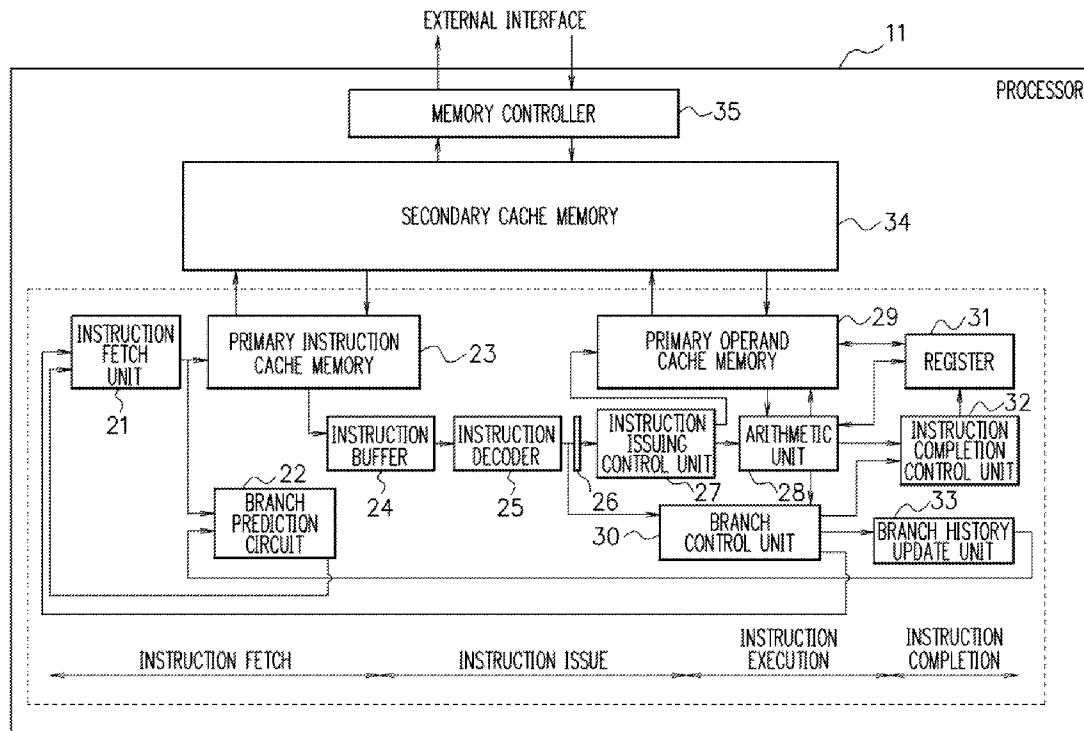 EXTERNAL INTERFACE
11
PROCESSOR
MEMORY CONTROLLER
35
SECONDARY CACHE MEMORY
34
INSTRUCTION
FETCH
UNIT
21
PRIMARY INSTRUCTION
CACHE MEMORY
23
PRIMARY OPERAND
CACHE MEMORY
29
31
REGISTER
INSTRUCTION
BUFFER
24
INSTRUCTION
DECODER
25
26
INSTRUCTION
ISSUING
CONTROL UNIT
27
ARITHMETIC
UNIT
28
32
INSTRUCTION
COMPLETION
CONTROL UNIT
22
BRANCH
PREDICTION
CIRCUIT
30
BRANCH
CONTROL UNIT
33
BRANCH HISTORY
UPDATE UNIT
INSTRUCTION FETCH
INSTRUCTION ISSUE
INSTRUCTION
EXECUTION
INSTRUCTION
COMPLETION